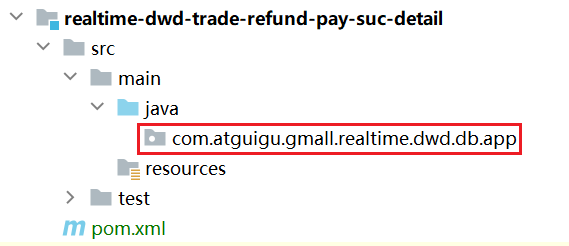 realtime-dwd-trade-refund-pay-suc-detail
src
main
java
com.atguigu.gmall.realtime.dwd.db.app
resources
test
pom.xml